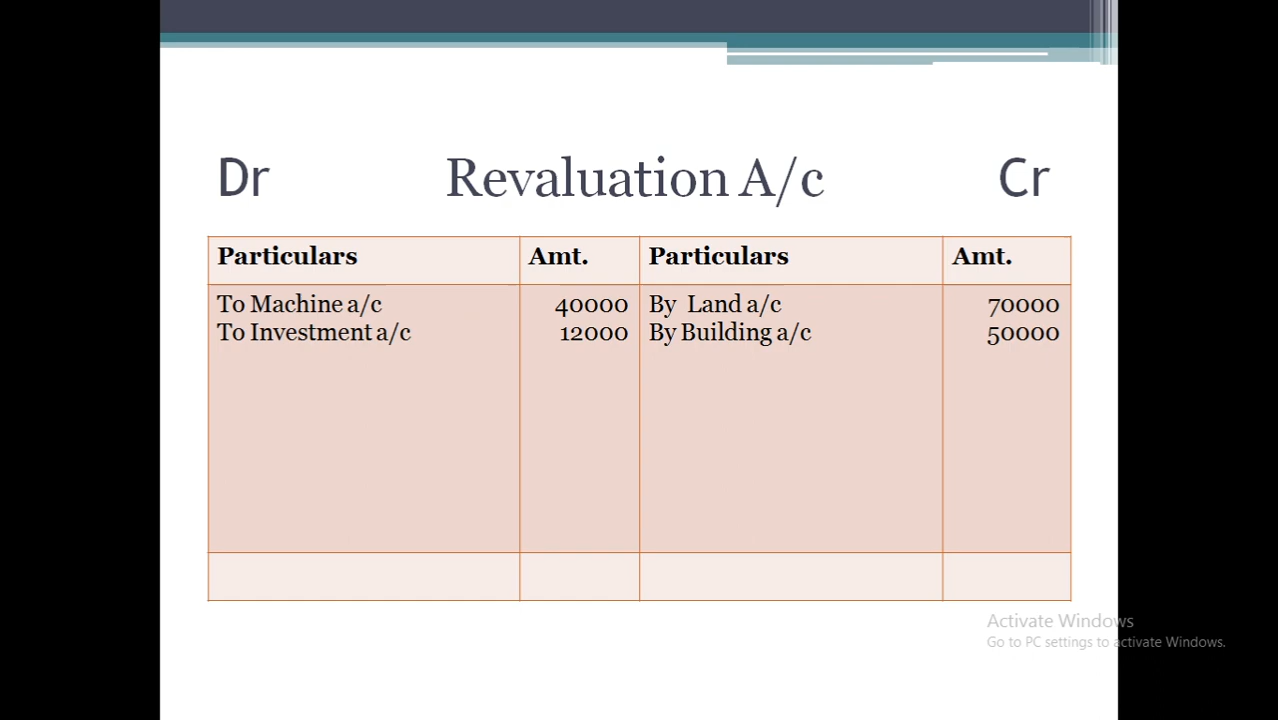 Dr Revaluation A/c Cr
Particulars Amt. Particulars Amt.
To Machine a/c 40000 By Land a/c 70000
To Investment a/c 12000 By Building a/c 50000
Activate Windows
Go to PC settings to activate Windows.